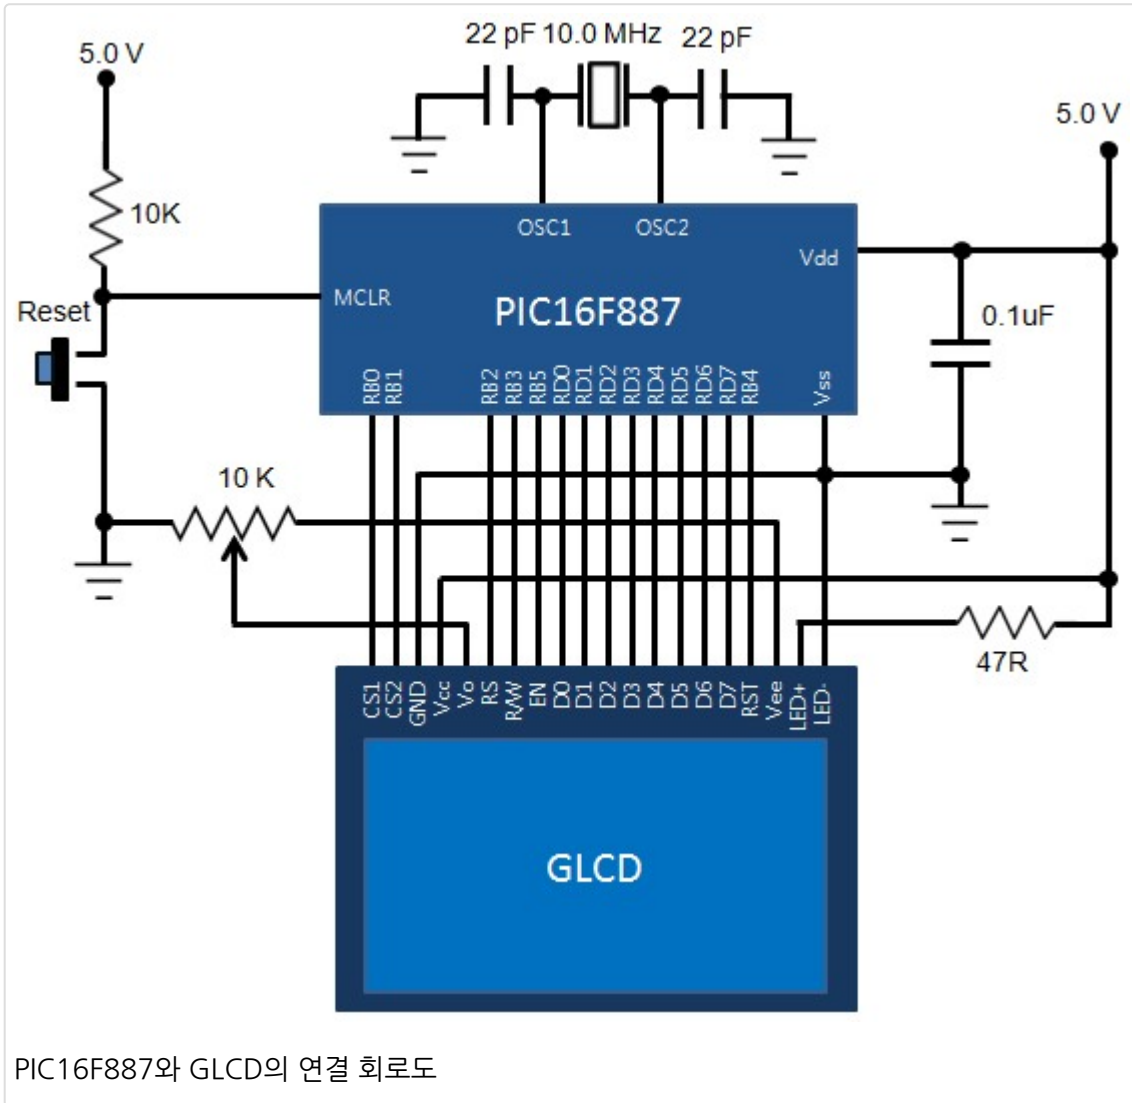 22 pF 10.0 MHz 22 pF
5.0 V
5.0 V
10K
OSC1 OSC2
Vdd
MCLR
PIC16F887
Reset
0.1uF
RB0
RB1
RB2
RB3
RB5
RD0
RD1
RD2
RD3
RD4
RD5
RD6
RD7
RB4
Vss
10 K
47R
CS1
CS2
GND
Vcc
Vo
RS
R/W
EN
D0
D1
D2
D3
D4
D5
D6
D7
RST
Vee
LED+
LED-
GLCD
PIC16F887와 GLCD의 연결 회로도